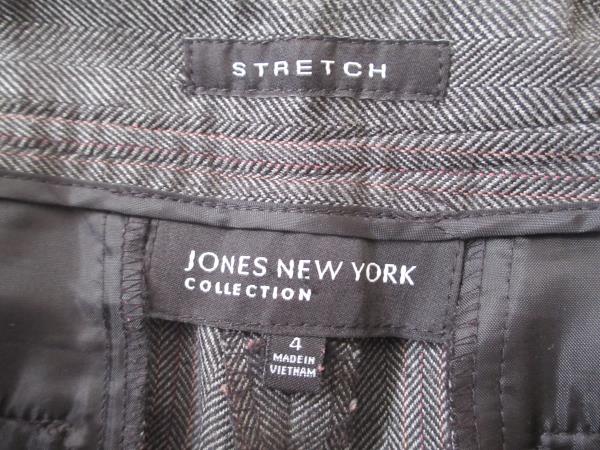 STRETCH
JONES NEW YORK
COLLECTION
4
MADE IN
VIETNAM